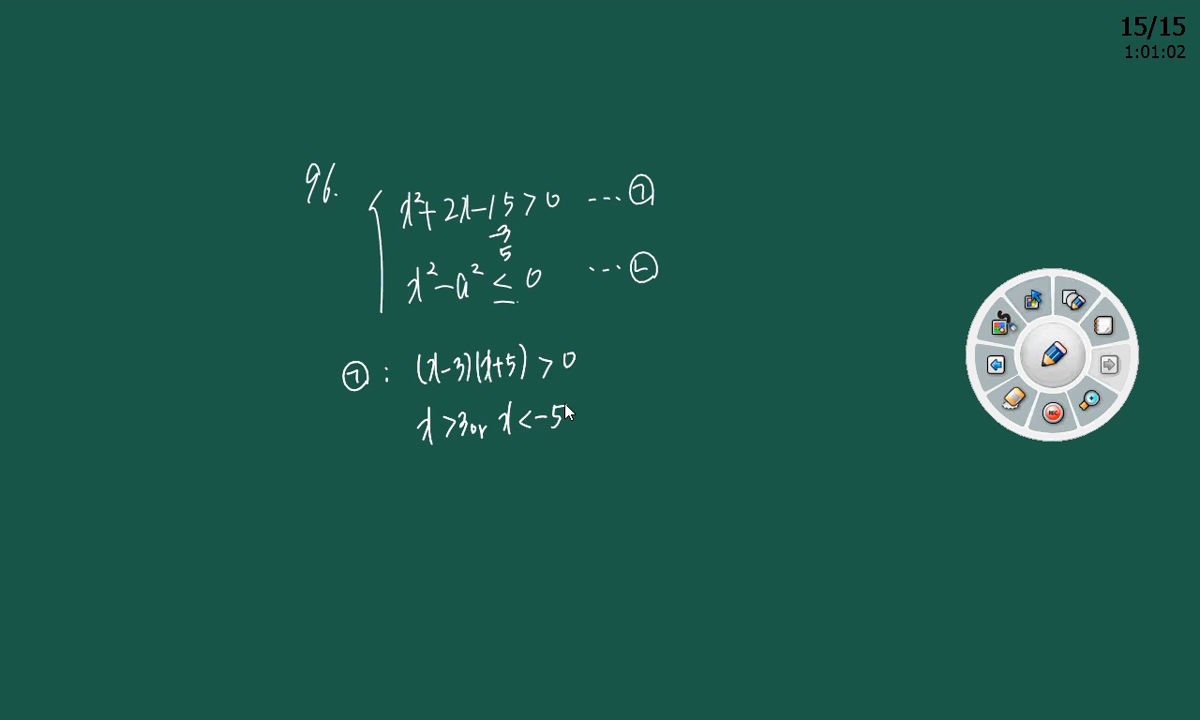 15/15
1:01:02
96.
x²+2x-15>0 ...㉠
-3
5
x²-a²≤0 ...㉡
㉠: (x-3)(x+5)>0
x>3 or x<-5
REC